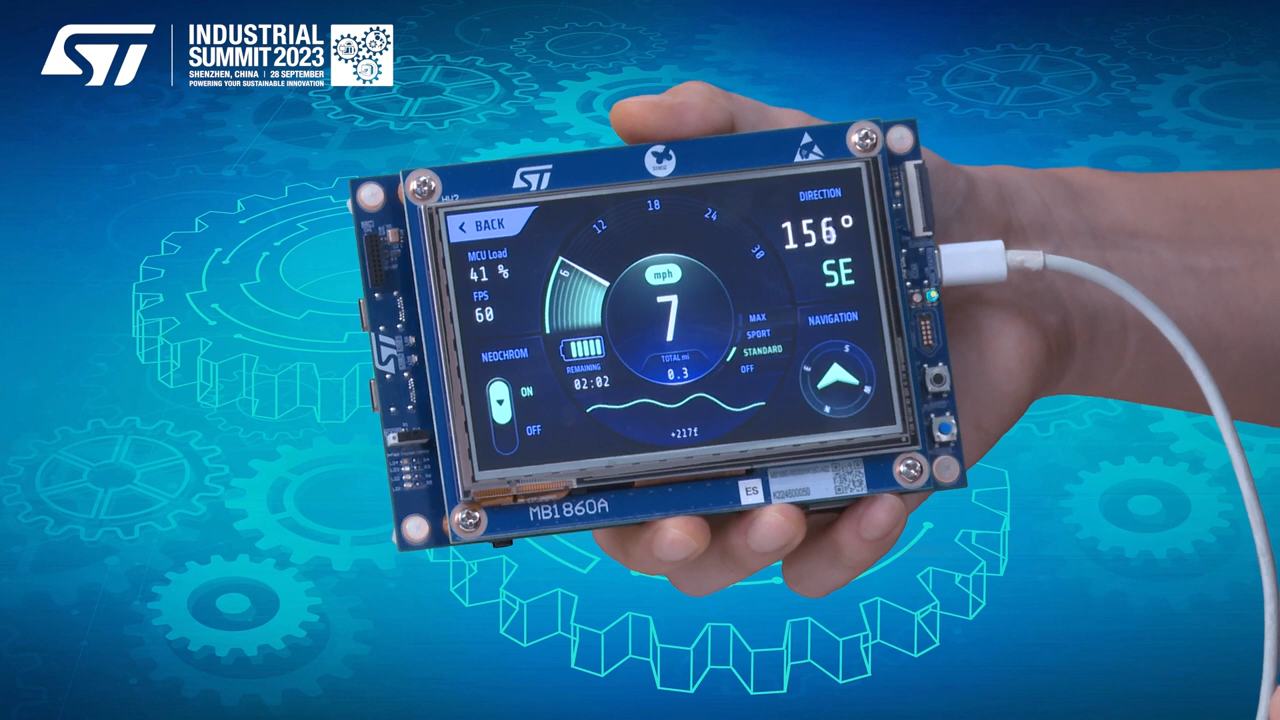 ST
INDUSTRIAL
SUMMIT 2023
SHENZHEN, CHINA | 28 SEPTEMBER
POWERING YOUR SUSTAINABLE INNOVATION
ST
BACK
MCU Load
41 %
FPS
60
NEOCHROM
ON
OFF
6
12
18
24
30
mph
7
TOTAL mi
0.3
REMAINING
02:02
MAX
SPORT
STANDARD
OFF
+217f
DIRECTION
156°
SE
NAVIGATION
S
E
N
ST
MB1860A
ES
K224500050